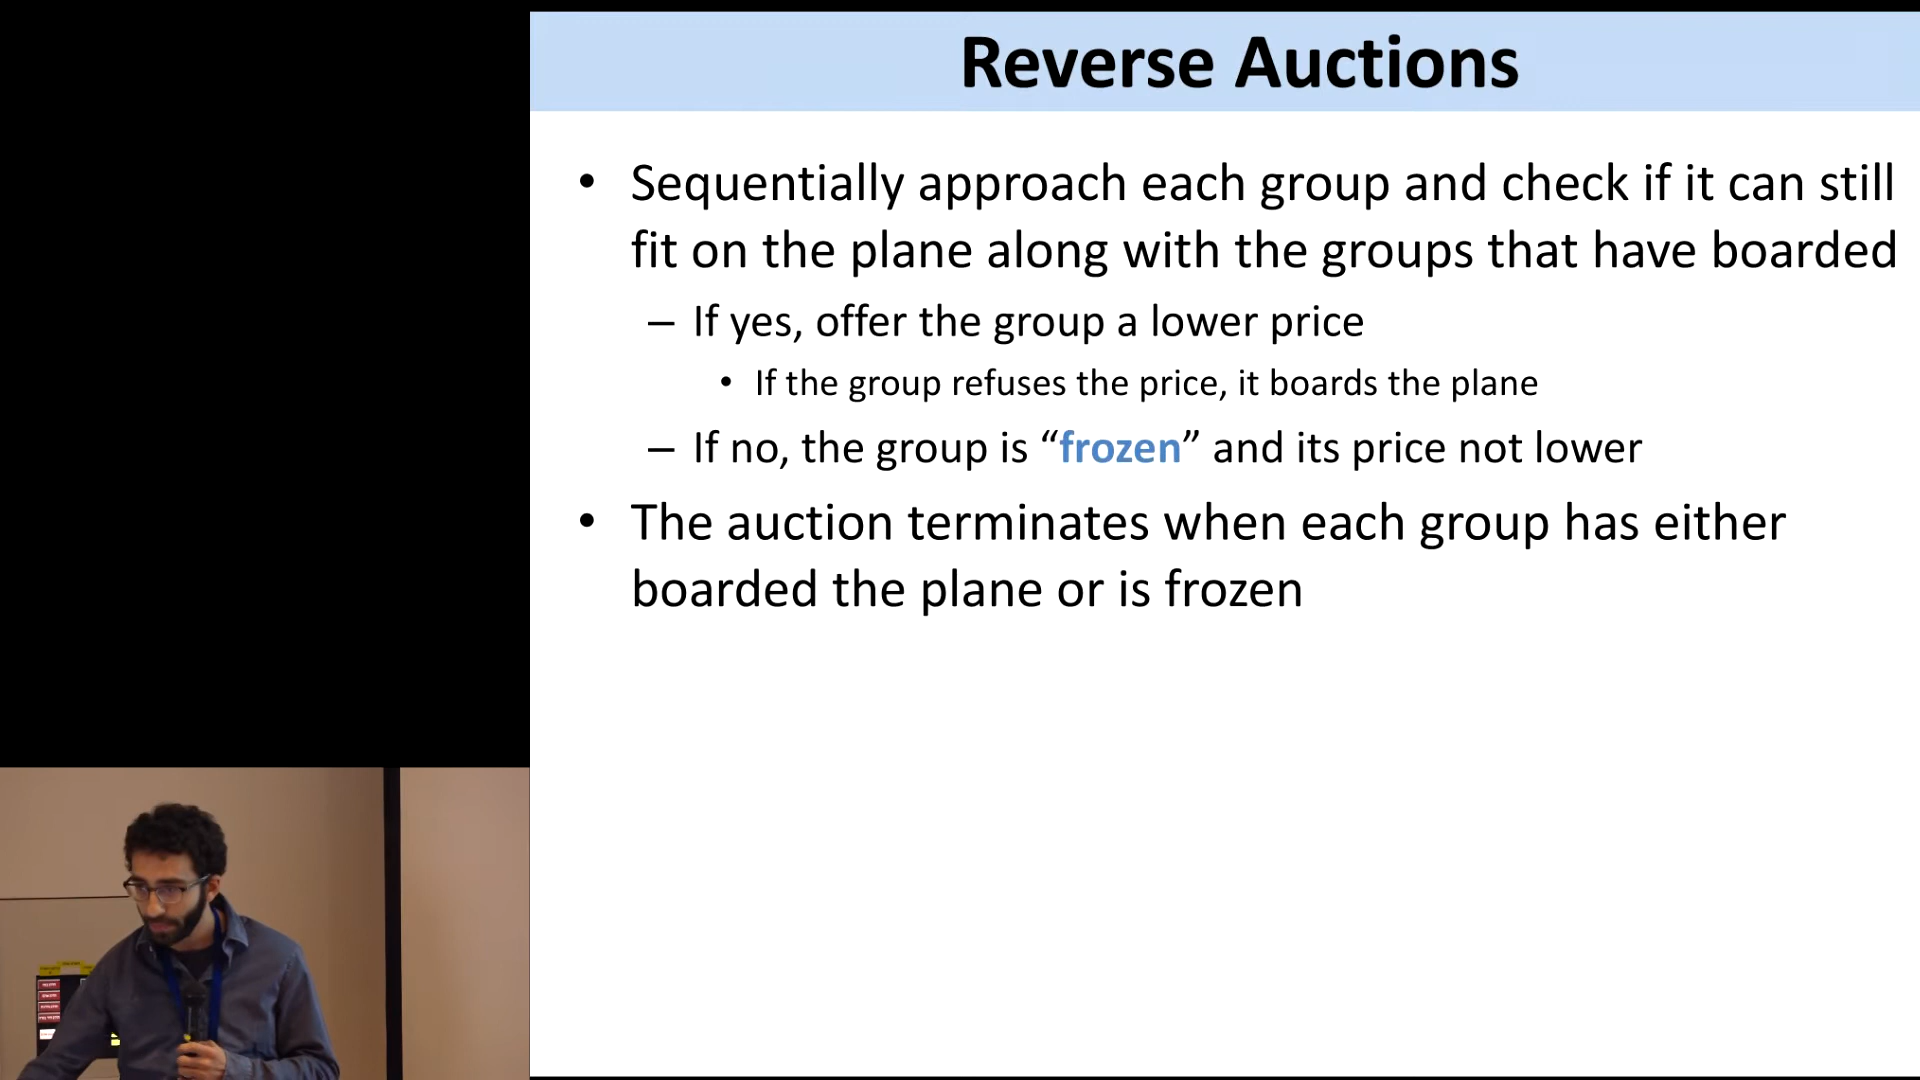 Reverse Auctions
• Sequentially approach each group and check if it can still
fit on the plane along with the groups that have boarded
– If yes, offer the group a lower price
• If the group refuses the price, it boards the plane
– If no, the group is “frozen” and its price not lower
• The auction terminates when each group has either
boarded the plane or is frozen